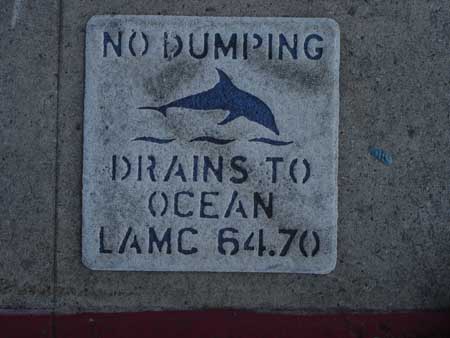 NO DUMPING
DRAINS TO
OCEAN
LAMC 64.70